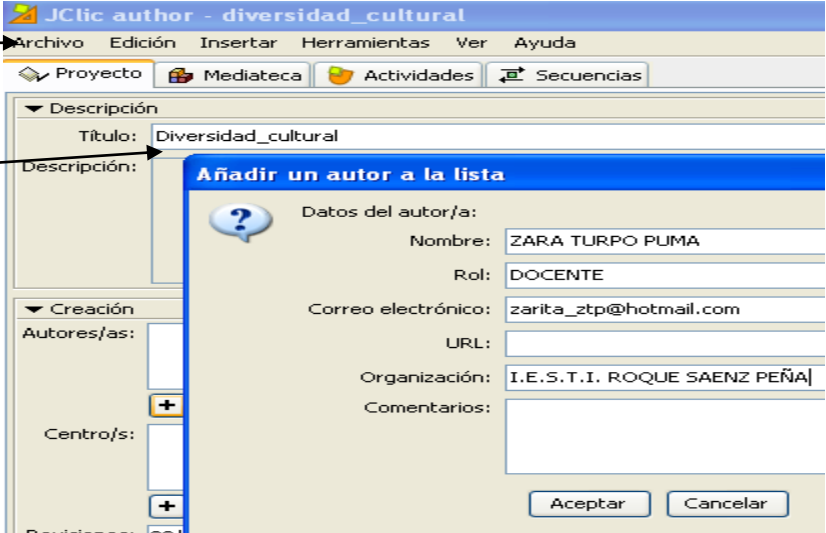 JClic author - diversidad_cultural
Archivo Edición Insertar Herramientas Ver Ayuda
Proyecto Mediateca Actividades Secuencias
Descripción
Título: Diversidad_cultural
Descripción:
Añadir un autor a la lista
Datos del autor/a:
Nombre: ZARA TURPO PUMA
Rol: DOCENTE
Correo electrónico: zarita_ztp@hotmail.com
URL:
Organización: I.E.S.T.I. ROQUE SAENZ PEÑA
Comentarios:
Aceptar Cancelar
Creación
Autores/as:
+
Centro/s:
+